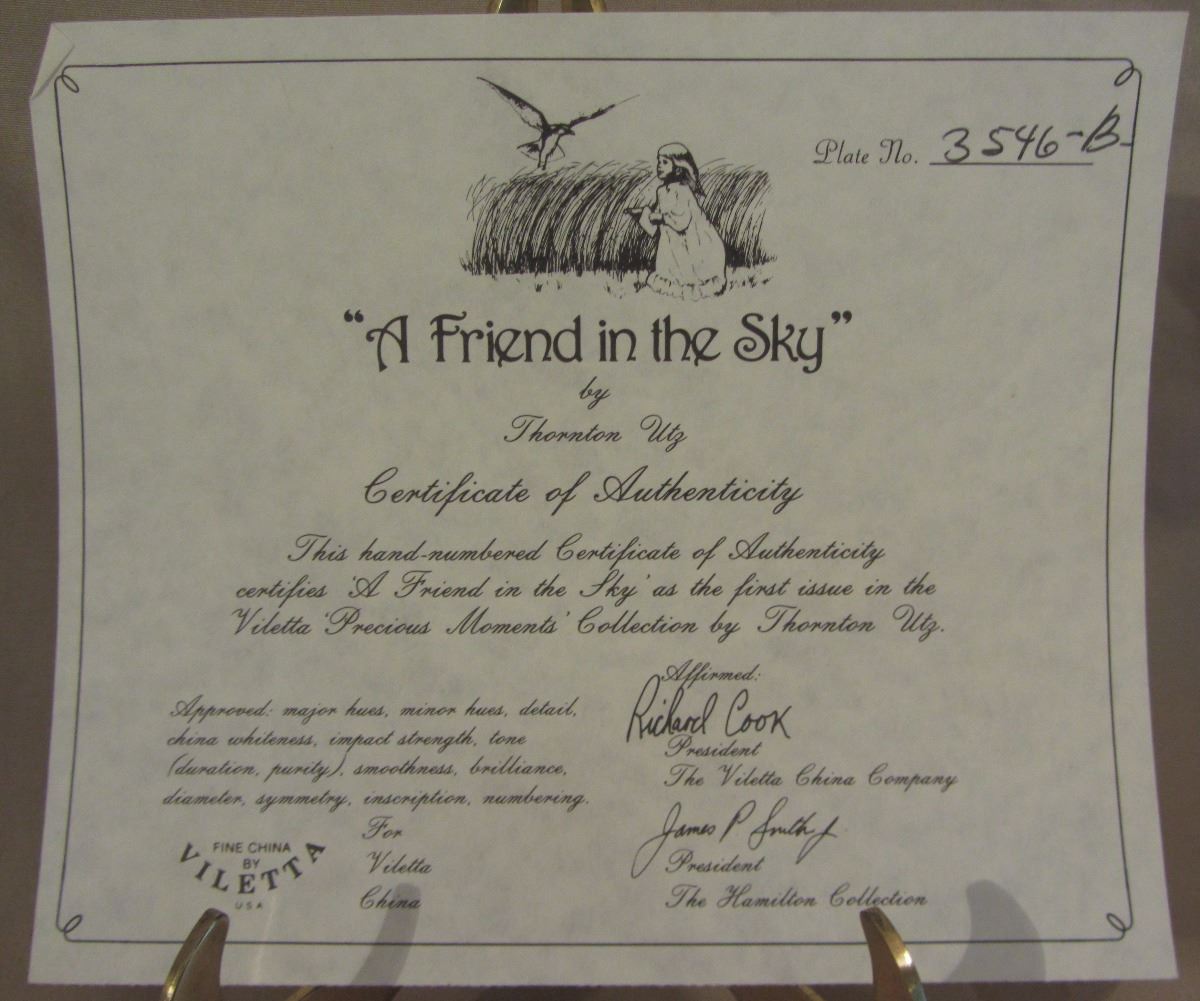 Plate No. 3546-B
“A Friend in the Sky”
by
Thornton Utz
Certificate of Authenticity
This hand-numbered Certificate of Authenticity
certifies 'A Friend in the Sky' as the first issue in the
Viletta 'Precious Moments' Collection by Thornton Utz.
Approved: major hues, minor hues, detail,
china whiteness, impact strength, tone
(duration, purity), smoothness, brilliance,
diameter, symmetry, inscription, numbering.
For
Viletta
China
FINE CHINA
BY
VILETTA
USA
Affirmed:
Richard Cook
President
The Viletta China Company
James P Smith Jr
President
The Hamilton Collection